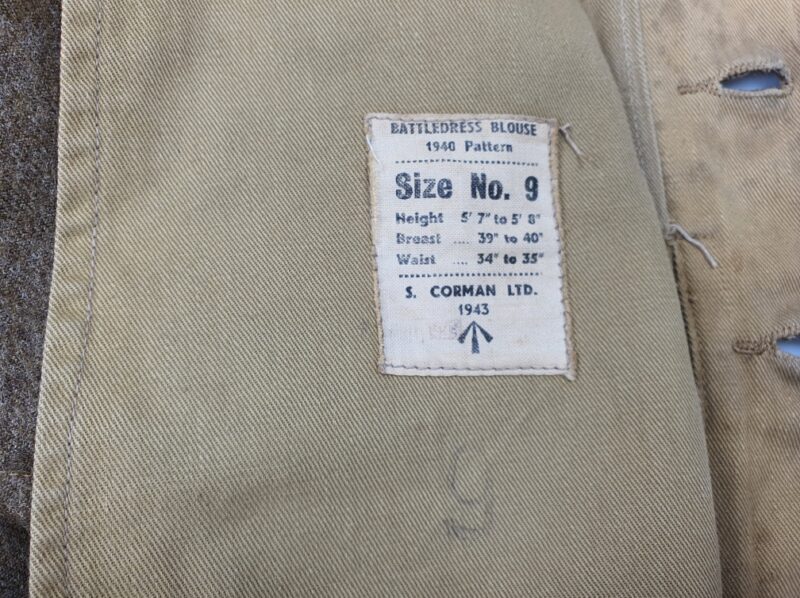 BATTLEDRESS BLOUSE
1940 Pattern
Size No. 9
Height 5' 7" to 5' 8"
Breast .... 39" to 40"
Waist .... 34" to 35"
S. CORMAN LTD.
1943